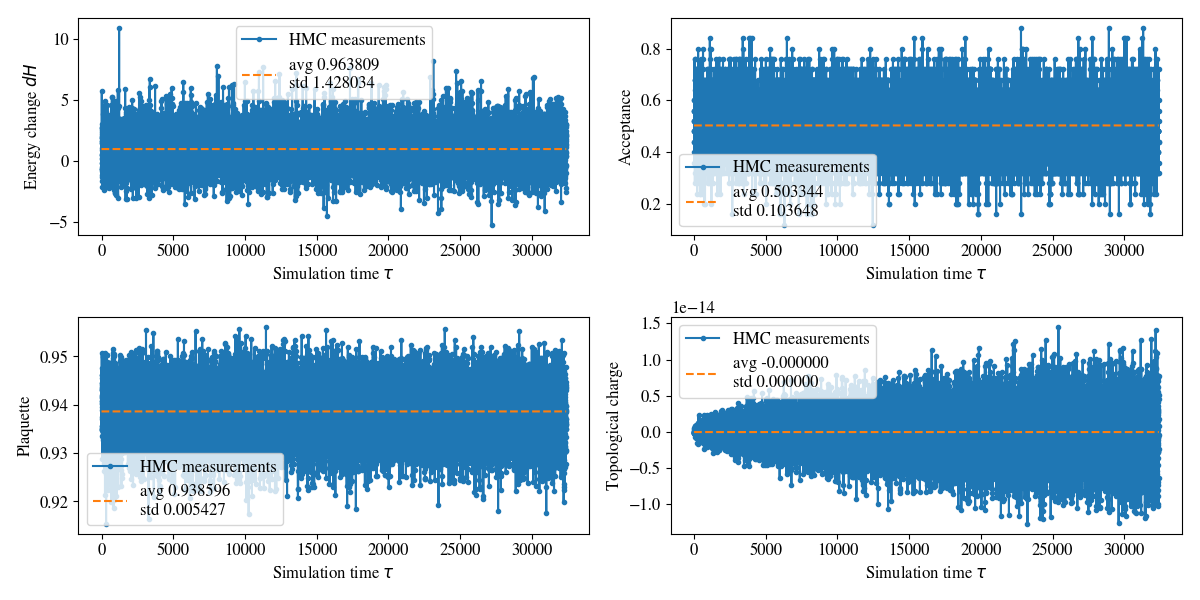 10
5
0
−5
Energy change dH
HMC measurements
avg 0.963809
std 1.428034
0
5000
10000
15000
20000
25000
30000
Simulation time τ
0.8
0.6
0.4
0.2
Acceptance
HMC measurements
avg 0.503344
std 0.103648
0
5000
10000
15000
20000
25000
30000
Simulation time τ
0.95
0.94
0.93
0.92
Plaquette
HMC measurements
avg 0.938596
std 0.005427
0
5000
10000
15000
20000
25000
30000
Simulation time τ
1e−14
1.5
1.0
0.5
0.0
−0.5
−1.0
Topological charge
HMC measurements
avg -0.000000
std 0.000000
0
5000
10000
15000
20000
25000
30000
Simulation time τ